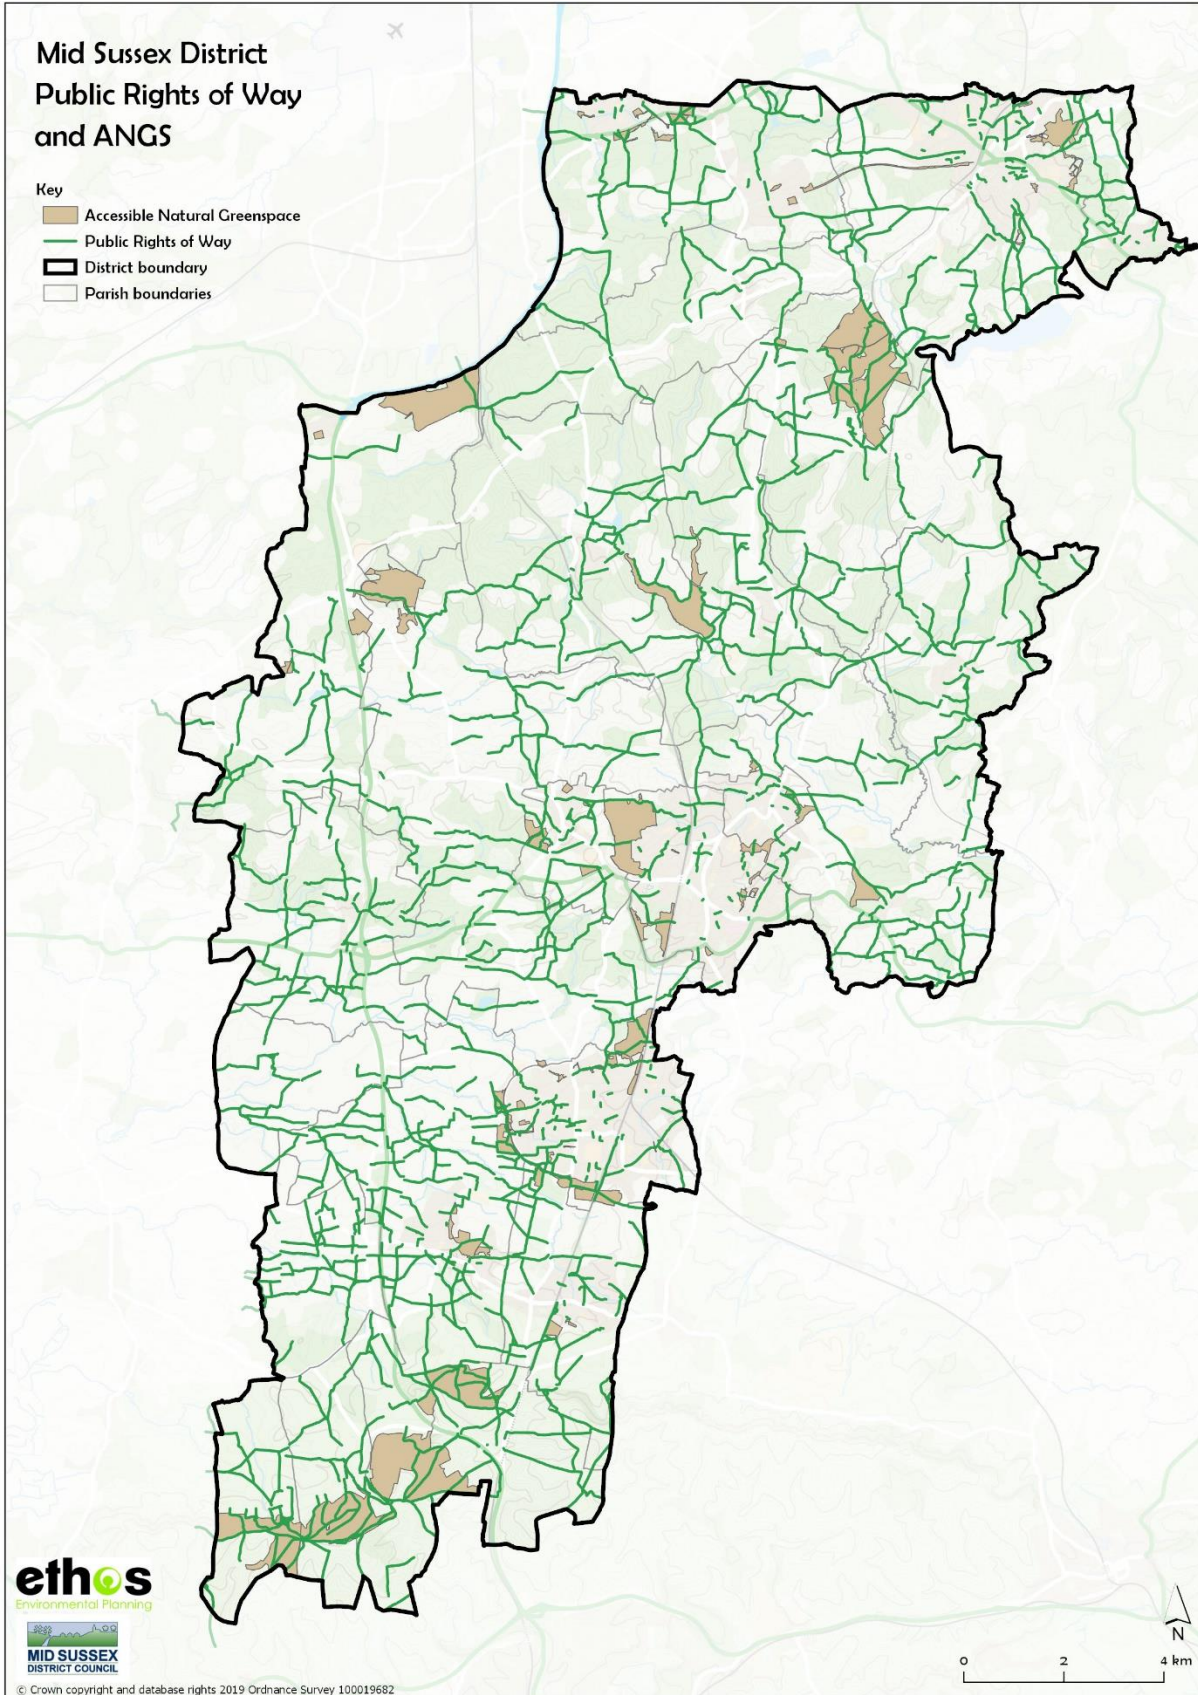 Mid Sussex District
Public Rights of Way
and ANGS
Key
Accessible Natural Greenspace
Public Rights of Way
District boundary
Parish boundaries
ethos
Environmental Planning
MID SUSSEX
DISTRICT COUNCIL
© Crown copyright and database rights 2019 Ordnance Survey 100019682
N
0 2 4 km